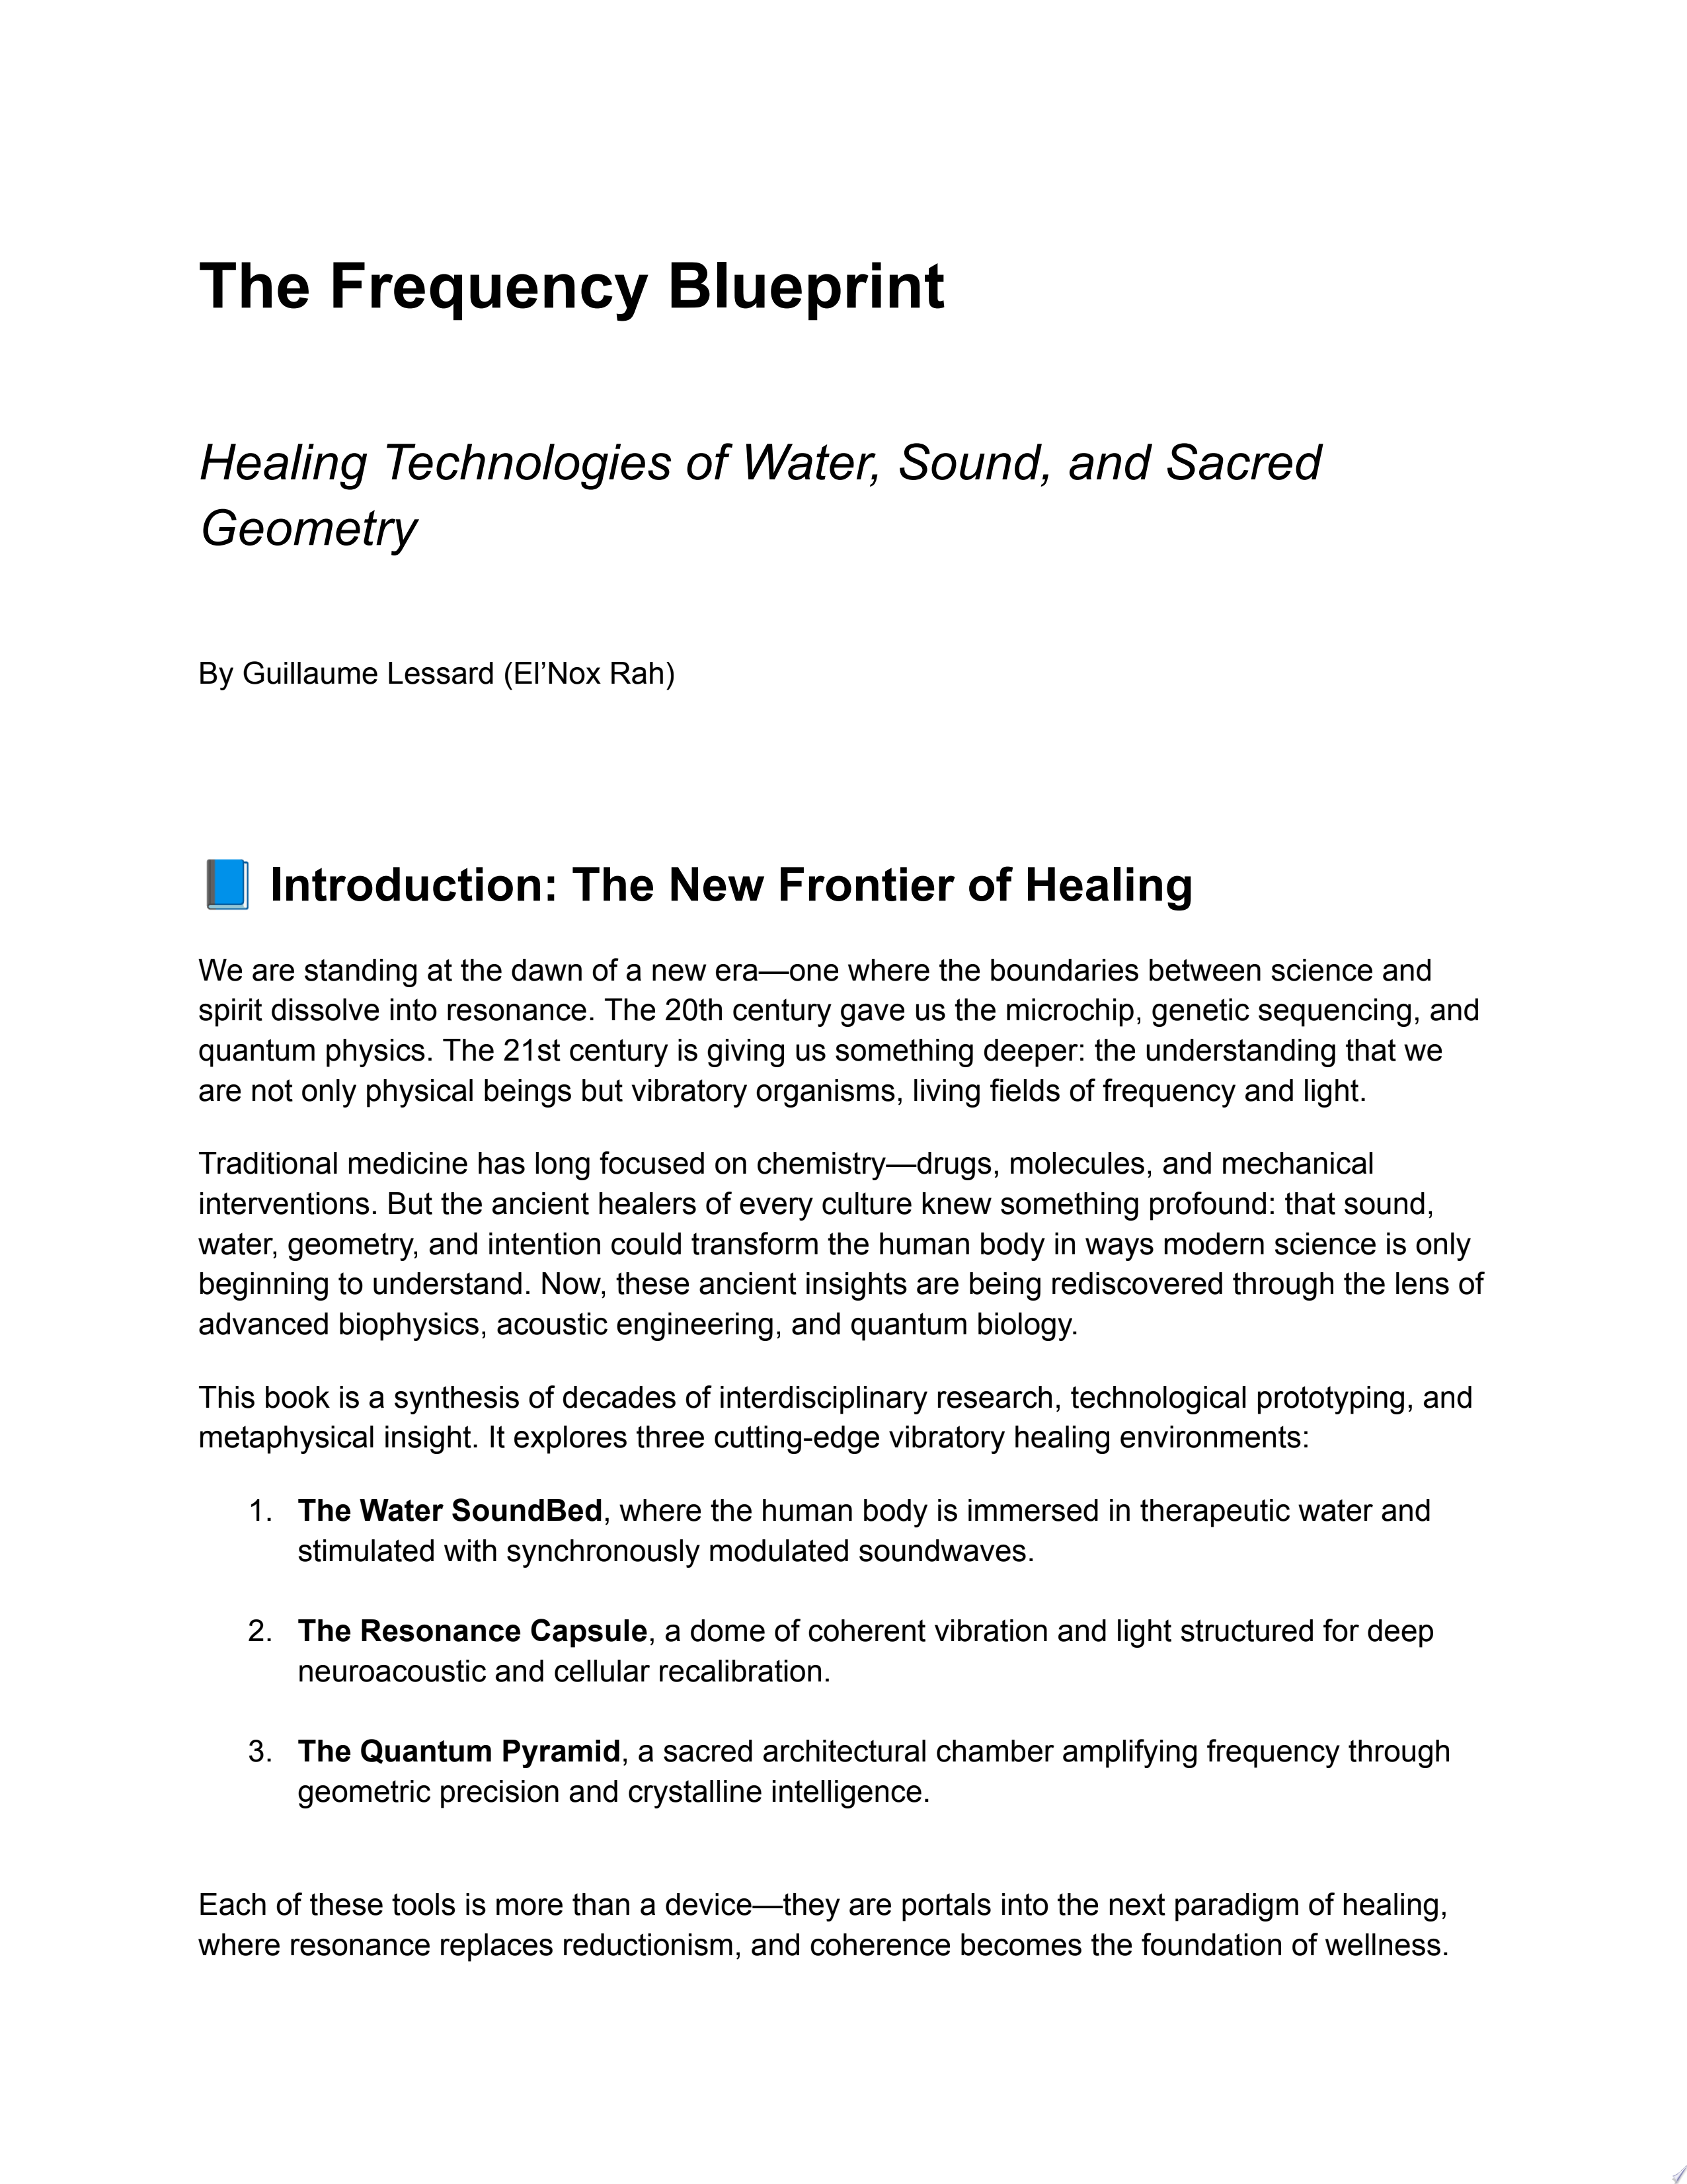 The Frequency Blueprint
Healing Technologies of Water, Sound, and Sacred
Geometry
By Guillaume Lessard (El’Nox Rah)
📘 Introduction: The New Frontier of Healing
We are standing at the dawn of a new era—one where the boundaries between science and
spirit dissolve into resonance. The 20th century gave us the microchip, genetic sequencing, and
quantum physics. The 21st century is giving us something deeper: the understanding that we
are not only physical beings but vibratory organisms, living fields of frequency and light.
Traditional medicine has long focused on chemistry—drugs, molecules, and mechanical
interventions. But the ancient healers of every culture knew something profound: that sound,
water, geometry, and intention could transform the human body in ways modern science is only
beginning to understand. Now, these ancient insights are being rediscovered through the lens of
advanced biophysics, acoustic engineering, and quantum biology.
This book is a synthesis of decades of interdisciplinary research, technological prototyping, and
metaphysical insight. It explores three cutting-edge vibratory healing environments:
1. The Water SoundBed, where the human body is immersed in therapeutic water and
stimulated with synchronously modulated soundwaves.
2. The Resonance Capsule, a dome of coherent vibration and light structured for deep
neuroacoustic and cellular recalibration.
3. The Quantum Pyramid, a sacred architectural chamber amplifying frequency through
geometric precision and crystalline intelligence.
Each of these tools is more than a device—they are portals into the next paradigm of healing,
where resonance replaces reductionism, and coherence becomes the foundation of wellness.